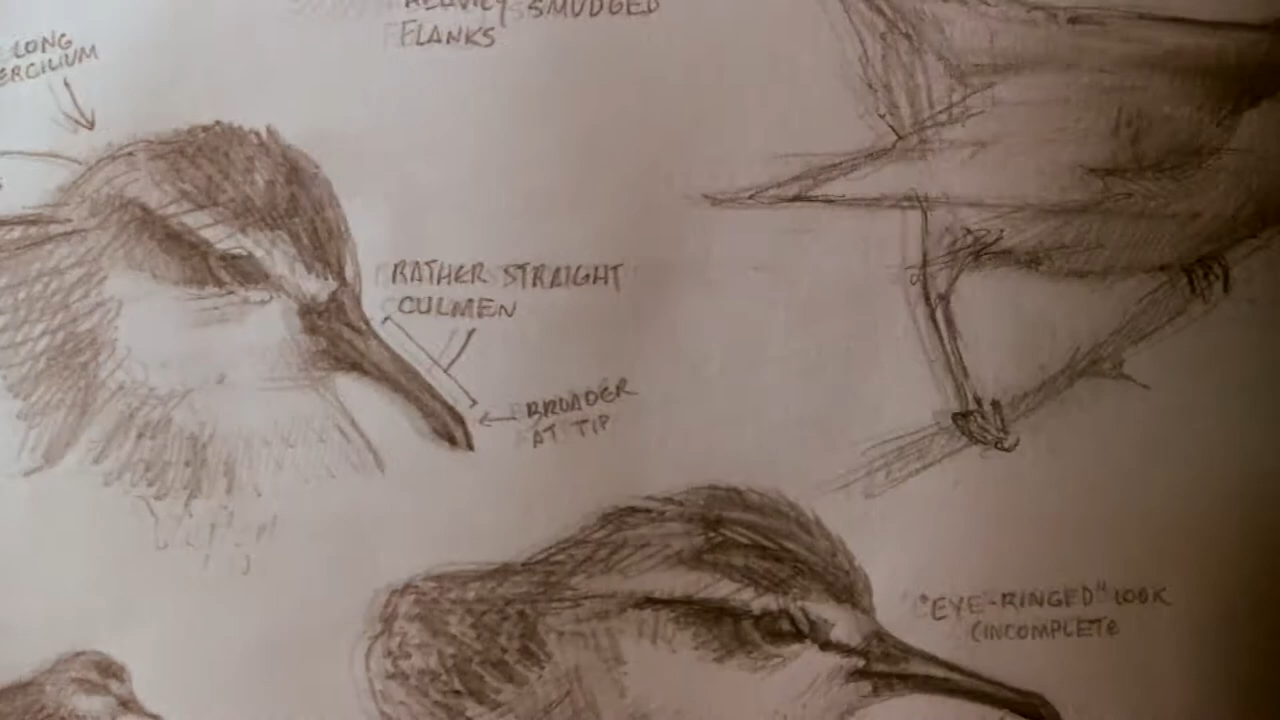 SMUDGED
FLANKS
LONG
ERCILIUM
RATHER STRAIGHT
CULMEN
BROADER
AT TIP
"EYE-RINGED" LOOK
(INCOMPLETE